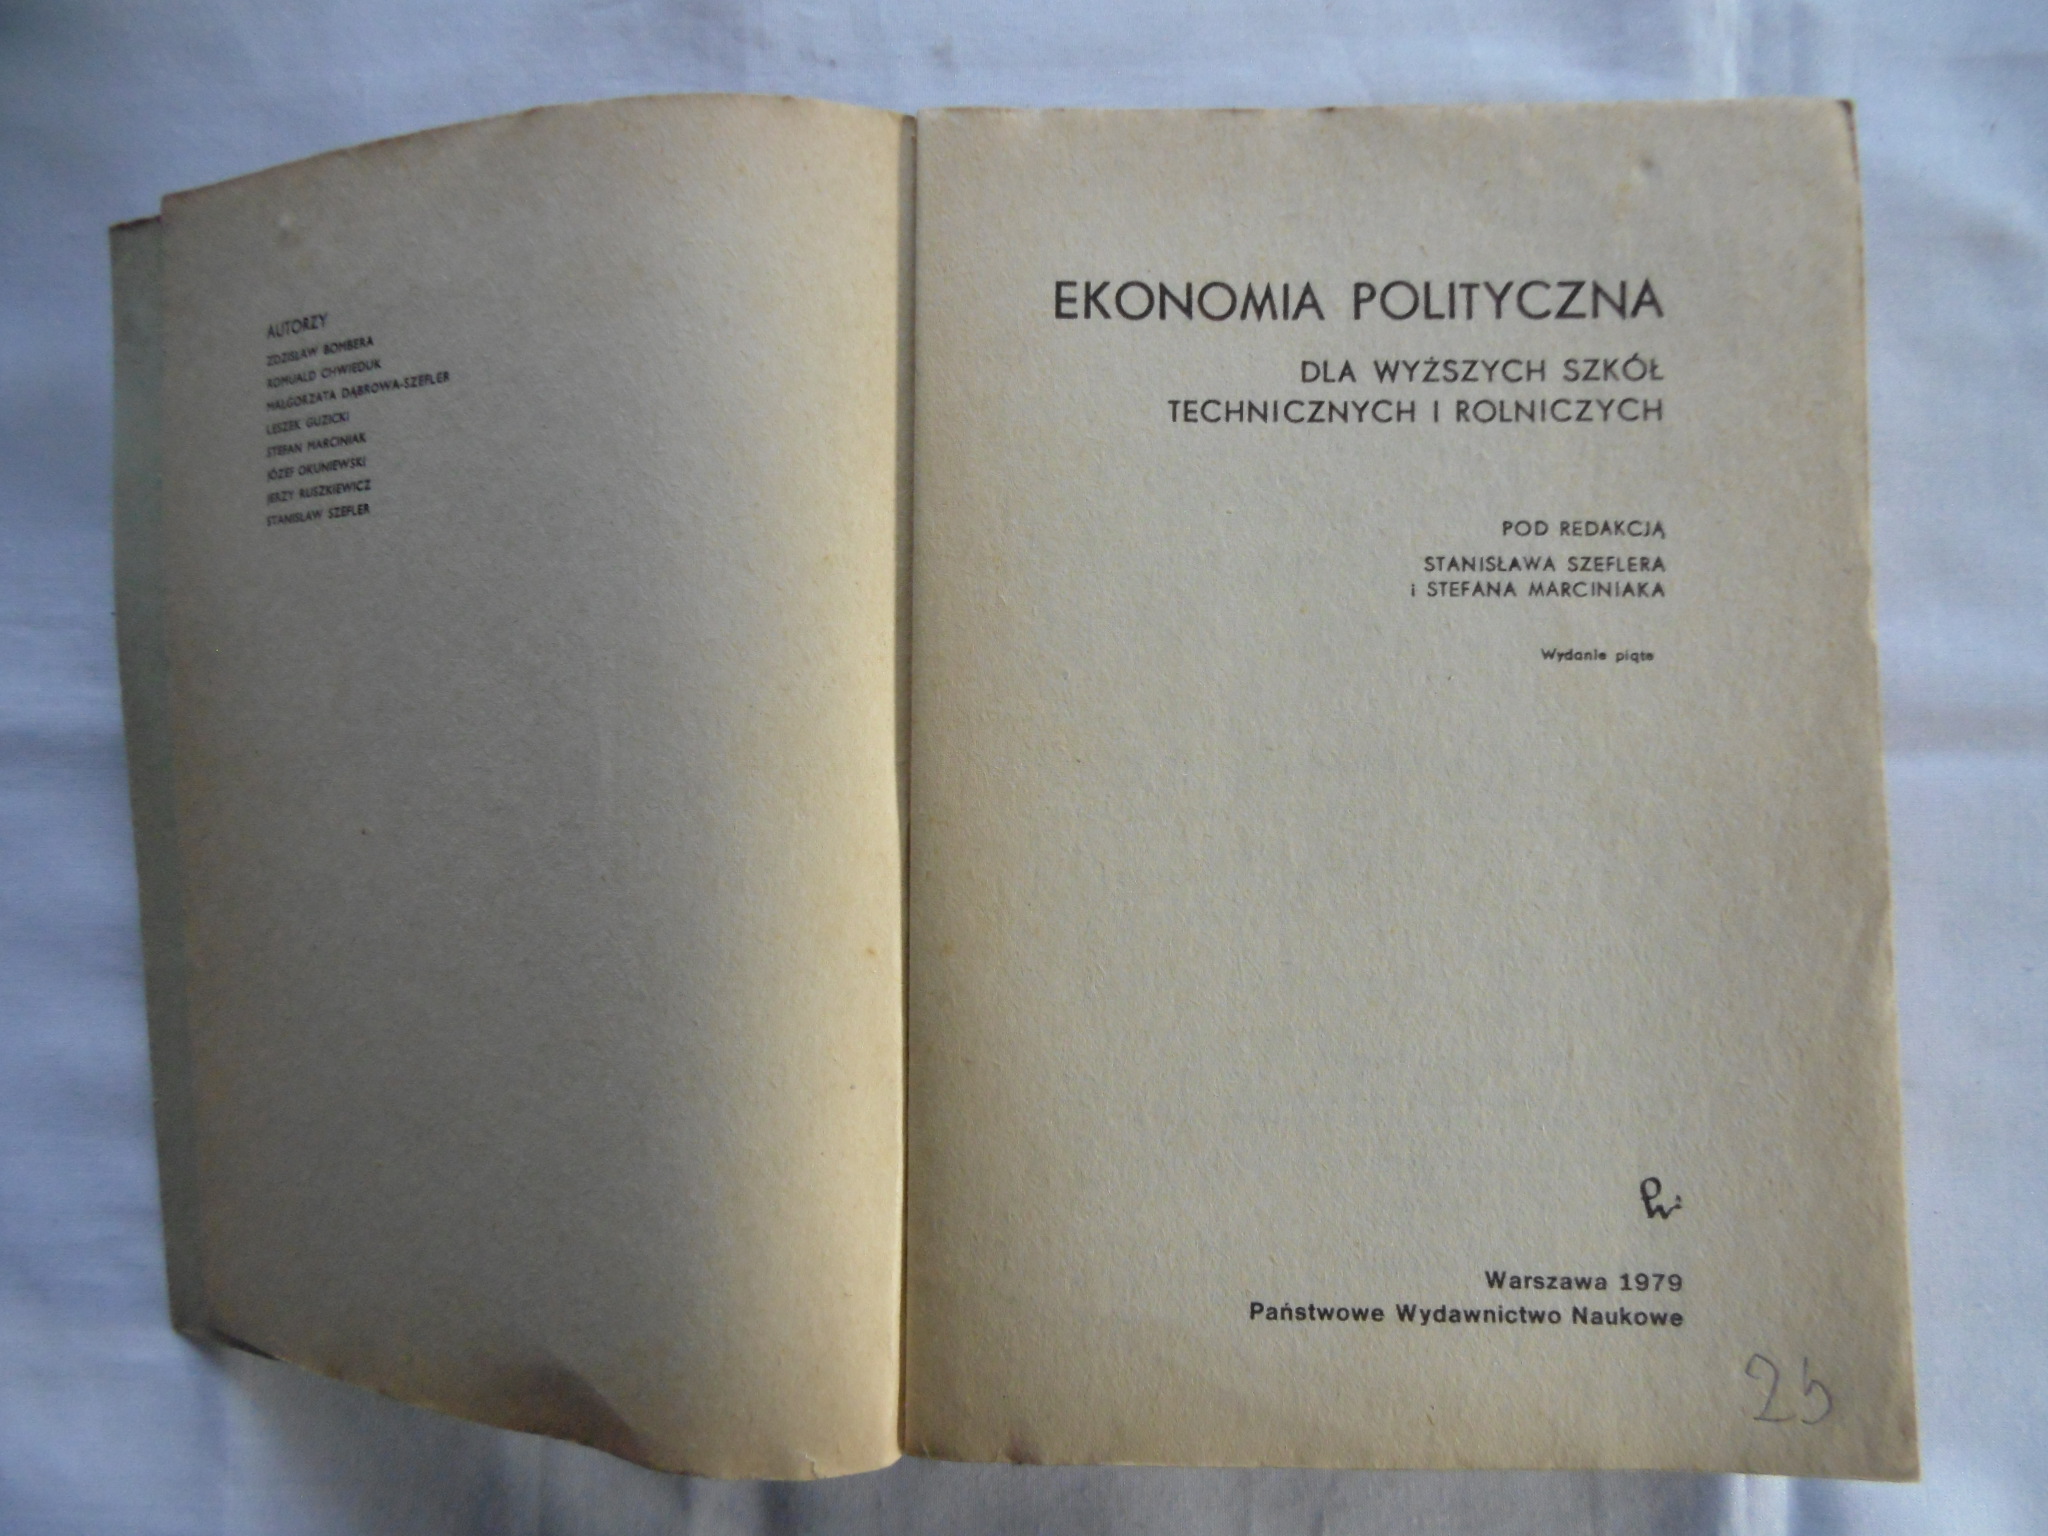 AUTORZY
ZDZISŁAW BOMBERA
ROMUALD CHWIEDUK
MAŁGORZATA DĄBROWA-SZEFLER
LESZEK GUZICKI
STEFAN MARCINIAK
JÓZEF OKUNIEWSKI
JERZY RUSZKIEWICZ
STANISŁAW SZEFLER
EKONOMIA POLITYCZNA
DLA WYŻSZYCH SZKÓŁ
TECHNICZNYCH I ROLNICZYCH
POD REDAKCJĄ
STANISŁAWA SZEFLERA
i STEFANA MARCINIAKA
Wydanie piąte
Warszawa 1979
Państwowe Wydawnictwo Naukowe
25